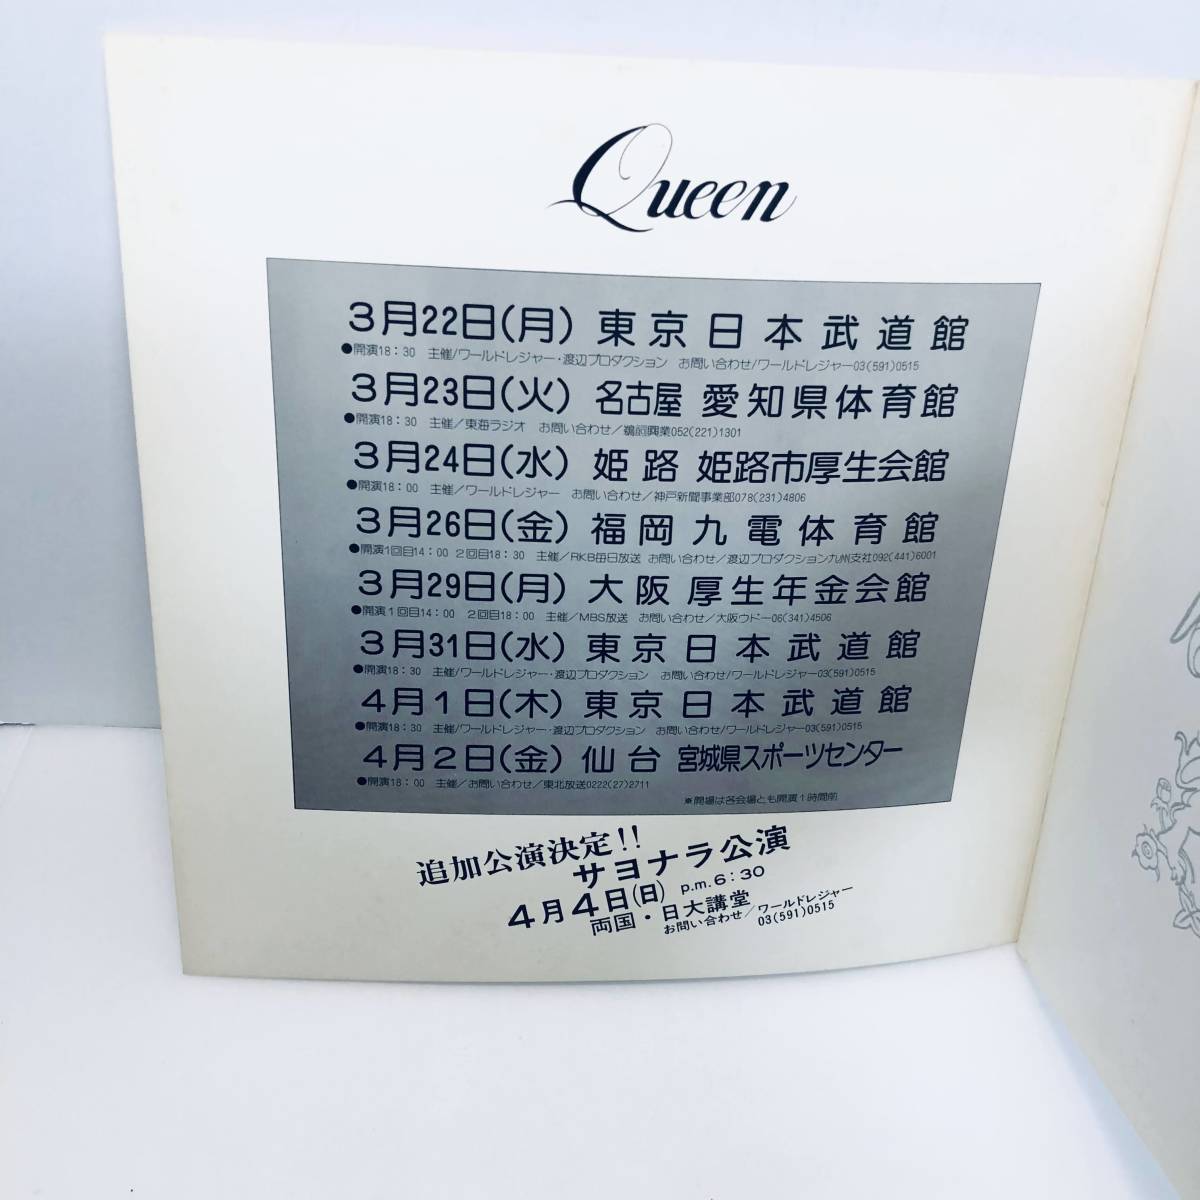 Queen
3月22日(月) 東京日本武道館
●開演18：30 主催/ワールドレジャー・渡辺プロダクション お問い合わせ/ワールドレジャー03(591)0515
3月23日(火) 名古屋 愛知県体育館
●開演18：30 主催／東海ラジオ お問い合わせ／鵜飼興業052(221)1301
3月24日(水) 姫路 姫路市厚生会館
●開演18：00 主催／ワールドレジャー お問い合わせ／神戸新聞事業部078(231)4806
3月26日(金) 福岡九電体育館
●開演1回目14：00 2回目18：30 主催／RKB毎日放送 お問い合わせ／渡辺プロダクション九州支社092(441)6001
3月29日(月) 大阪 厚生年金会館
●開演1回目14：00 2回目18：00 主催／MBS放送 お問い合わせ／大阪ウドー06(341)4506
3月31日(水) 東京日本武道館
●開演18：30 主催/ワールドレジャー・渡辺プロダクション お問い合わせ/ワールドレジャー03(591)0515
4月1日(木) 東京日本武道館
●開演18：30 主催/ワールドレジャー・渡辺プロダクション お問い合わせ/ワールドレジャー03(591)0515
4月2日(金) 仙台 宮城県スポーツセンター
●開演18：00 主催／お問い合わせ／東北放送0222(27)2711
※開場は各会場とも開演1時間前
追加公演決定!!
サヨナラ公演
4月4日(日) p.m.6：30
両国・日大講堂
お問い合わせ／ワールドレジャー
03(591)0515